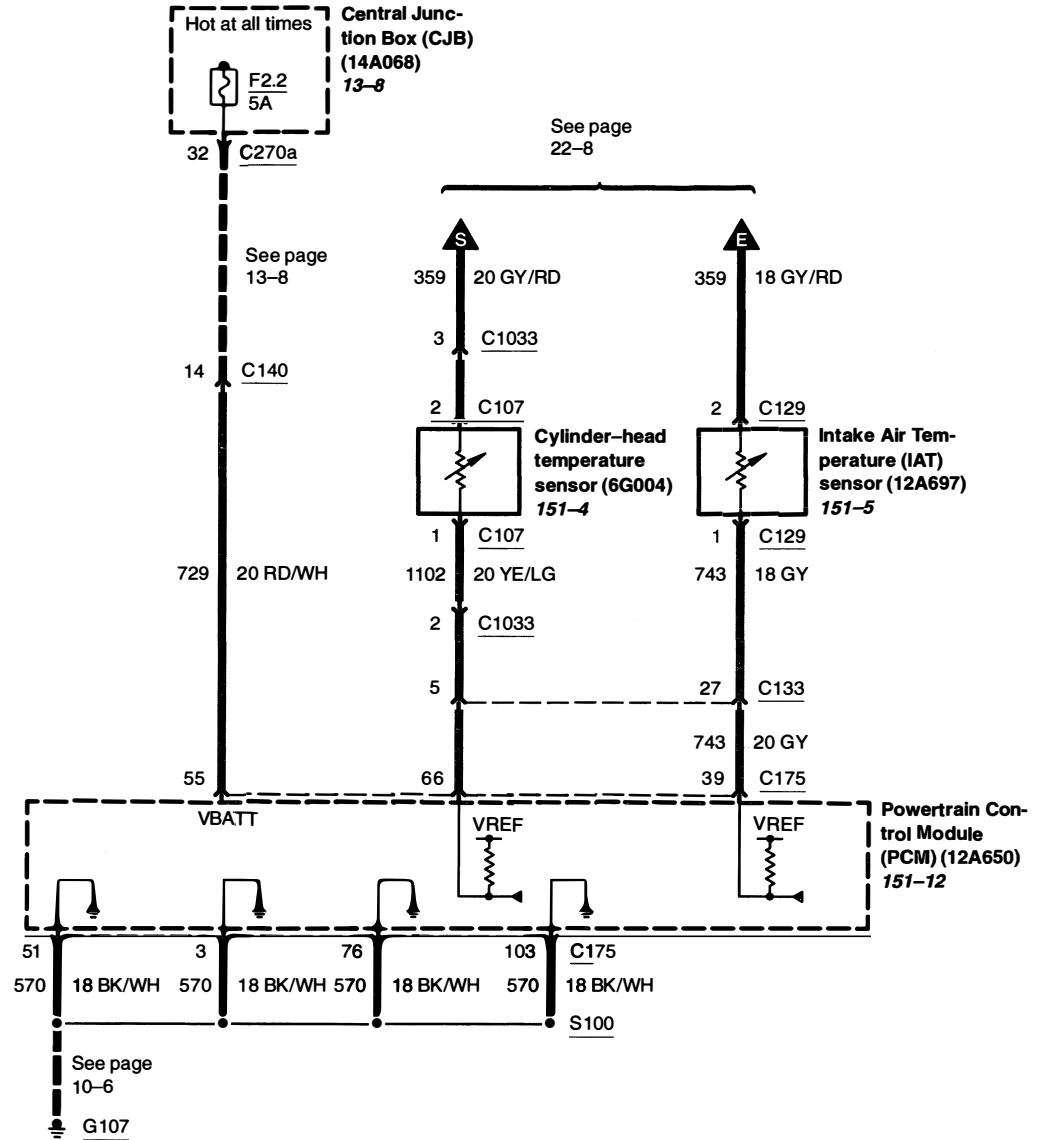 Hot at all times
Central Junc-
tion Box (CJB)
(14A068)
13–8
F2.2
5A
32 C270a
See page
13–8
See page
22–8
S
E
359 20 GY/RD
359 18 GY/RD
3 C1033
14 C140
2 C107
2 C129
Cylinder–head
temperature
sensor (6G004)
151–4
Intake Air Tem-
perature (IAT)
sensor (12A697)
151–5
1 C107
1 C129
729 20 RD/WH
1102 20 YE/LG
743 18 GY
2 C1033
5
27 C133
743 20 GY
55
66
39 C175
VBATT
VREF
VREF
Powertrain Con-
trol Module
(PCM) (12A650)
151–12
51
3
76
103 C175
570 18 BK/WH
570 18 BK/WH
570 18 BK/WH
570 18 BK/WH
S100
See page
10–6
G107